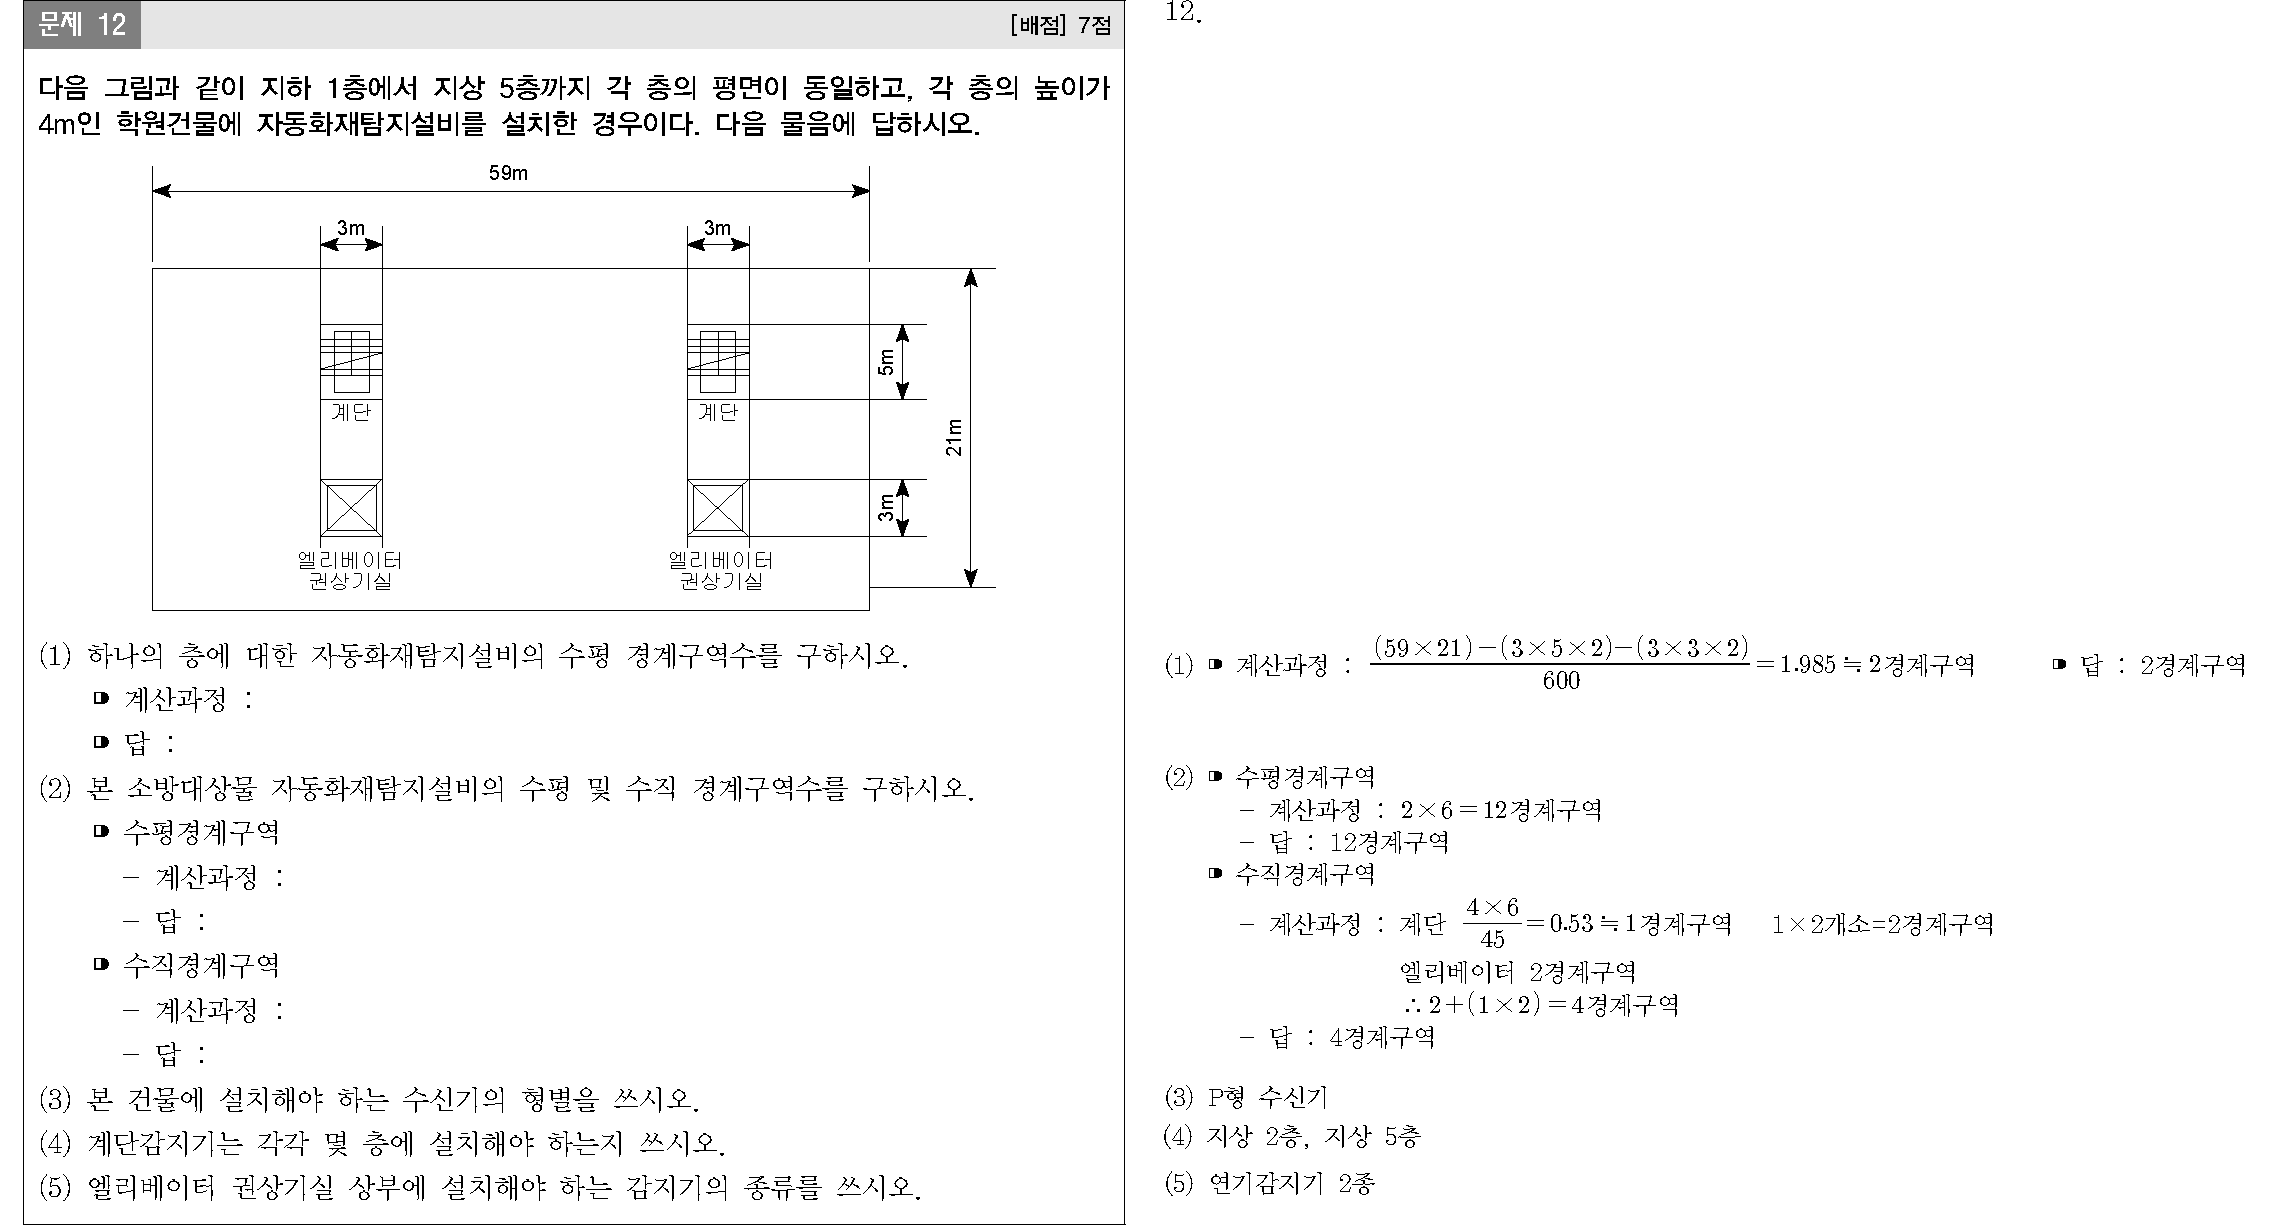 문제 12
[배점] 7점
다음 그림과 같이 지하 1층에서 지상 5층까지 각 층의 평면이 동일하고, 각 층의 높이가
4m인 학원건물에 자동화재탐지설비를 설치한 경우이다. 다음 물음에 답하시오.
59m
3m
3m
5m
계단
계단
21m
3m
엘리베이터
권상기실
엘리베이터
권상기실
(1) 하나의 층에 대한 자동화재탐지설비의 수평 경계구역수를 구하시오.
계산과정 :
답 :
(2) 본 소방대상물 자동화재탐지설비의 수평 및 수직 경계구역수를 구하시오.
수평경계구역
- 계산과정 :
- 답 :
수직경계구역
- 계산과정 :
- 답 :
(3) 본 건물에 설치해야 하는 수신기의 형별을 쓰시오.
(4) 계단감지기는 각각 몇 층에 설치해야 하는지 쓰시오.
(5) 엘리베이터 권상기실 상부에 설치해야 하는 감지기의 종류를 쓰시오.
12.
(1) 계산과정 : (59×21)-(3×5×2)-(3×3×2) / 600 = 1.985 ≒ 2경계구역 답 : 2경계구역
(2) 수평경계구역
- 계산과정 : 2×6=12경계구역
- 답 : 12경계구역
수직경계구역
- 계산과정 : 계단 4×6 / 45 = 0.53 ≒ 1경계구역 1×2개소=2경계구역
엘리베이터 2경계구역
∴ 2+(1×2)=4경계구역
- 답 : 4경계구역
(3) P형 수신기
(4) 지상 2층, 지상 5층
(5) 연기감지기 2종